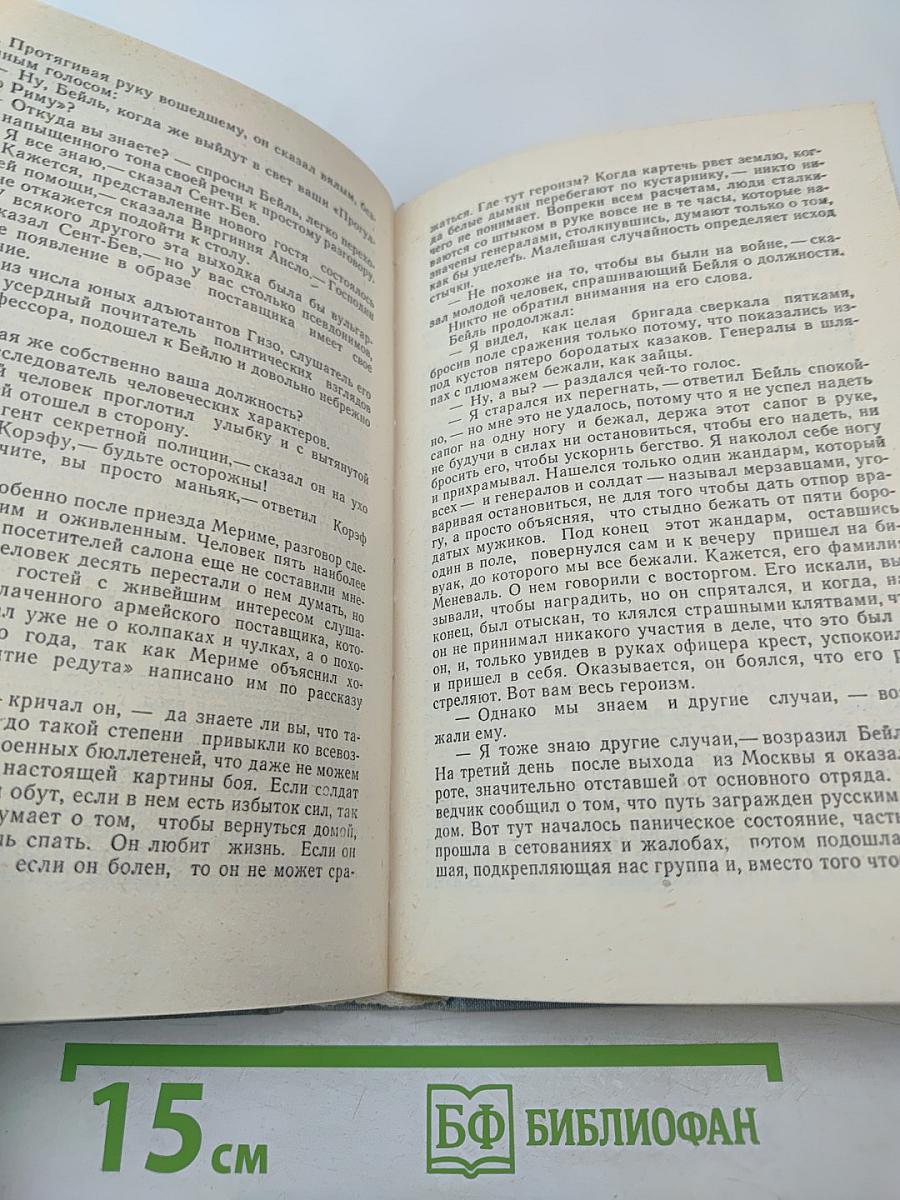 Протягивая руку вошедшему, он сказал вялым, без-
ным голосом:
— Ну, Бейль, когда же выйдут в свет ваши «Прогул-
Риму»?
Откуда вы знаете? — спросил Бейль, легко перехо-
напыщенного тона своей речи к простому разговору.
Я все знаю,— сказал Сент-Бев.
Кажется, представление нового гостя состоялось
ей помощи,— сказала Виргиния Ансло.— Господин
не откажется подойти к столу.
всякого другого эта выходка была бы вульгар-
сказал Сент-Бев,— но у вас столько псевдонимов,
появление в образе поставщика имеет свое
ние.
из числа юных адъютантов Гизо, слушатель его
усердный почитатель политических взглядов
фессора, подошел к Бейлю и довольно небрежно
ая же собственно ваша должность?
сследователь человеческих характеров.
й человек проглотил улыбку и с вытянутой
ей отошел в сторону.
гент секретной полиции,— сказал он на ухо
Корэфу,— будьте осторожны!
чите, вы просто маньяк,— ответил Корэф
обенно после приезда Мериме, разговор сде-
им и оживленным. Человек пять наиболее
посетителей салона еще не составили мне-
человек десять перестали о нем думать, но
гостей с живейшим интересом слуша-
лаченного армейского поставщика, кото-
ал уже не о колпаках и чулках, а о похо-
о года, так как Мериме объяснил хо-
тие редута» написано им по рассказу
кричал он, — да знаете ли вы, что та-
до такой степени привыкли ко всевоз-
оенных бюллетеней, что даже не можем
настоящей картины боя. Если солдат
и обут, если в нем есть избыток сил, так
умает о том, чтобы вернуться домой,
ь спать. Он любит жизнь. Если он
если он болен, то он не может сра-
жаться. Где тут героизм? Когда картечь рвет землю, ког-
да белые дымки перебегают по кустарнику,— никто ни-
чего не понимает. Вопреки всем расчетам, люди сталки-
ваются со штыком в руке вовсе не в те часы, которые на-
значены генералами, столкнувшись, думают только о том,
как бы уцелеть. Малейшая случайность определяет исход
стычки.
— Не похоже на то, чтобы вы были на войне,— ска-
зал молодой человек, спрашивающий Бейля о должности.
Никто не обратил внимания на его слова.
Бейль продолжал:
— Я видел, как целая бригада сверкала пятками,
бросив поле сражения только потому, что показались из-
под кустов пятеро бородатых казаков. Генералы в шля-
пах с плюмажем бежали, как зайцы.
— Ну, а вы? — раздался чей-то голос.
— Я старался их перегнать,— ответил Бейль спокой-
но,— но мне это не удалось, потому что я не успел надеть
сапог на одну ногу и бежал, держа этот сапог в руке,
не будучи в силах ни остановиться, чтобы его надеть, ни
бросить его, чтобы ускорить бегство. Я наколол себе ногу
и прихрамывал. Нашелся только один жандарм, который
всех — и генералов и солдат — называл мерзавцами, уго-
варивая остановиться, не для того чтобы дать отпор вра-
гу, а просто объясняя, что стыдно бежать от пяти боро-
датых мужиков. Под конец этот жандарм, оставшись
один в поле, повернулся сам и к вечеру пришел на би-
вуак, до которого мы все бежали. Кажется, его фамили
Меневаль. О нем говорили с восторгом. Его искали, вы
зывали, чтобы наградить, но он спрятался, и когда, на
конец, был отыскан, то клялся страшными клятвами, чт
он не принимал никакого участия в деле, что это был
он, и, только увидев в руках офицера крест, успокоил
и пришел в себя. Оказывается, он боялся, что его р
стреляют. Вот вам весь героизм.
— Однако мы знаем и другие случаи, — воз
жали ему.
— Я тоже знаю другие случаи,— возразил Бейл
На третий день после выхода из Москвы я оказал
роте, значительно отставшей от основного отряда.
ведчик сообщил о том, что путь загражден русским
дом. Вот тут началось паническое состояние, часть
прошла в сетованиях и жалобах, потом подошла
шая, подкрепляющая нас группа и, вместо того что
15 см
БФ БИБЛИОФАН